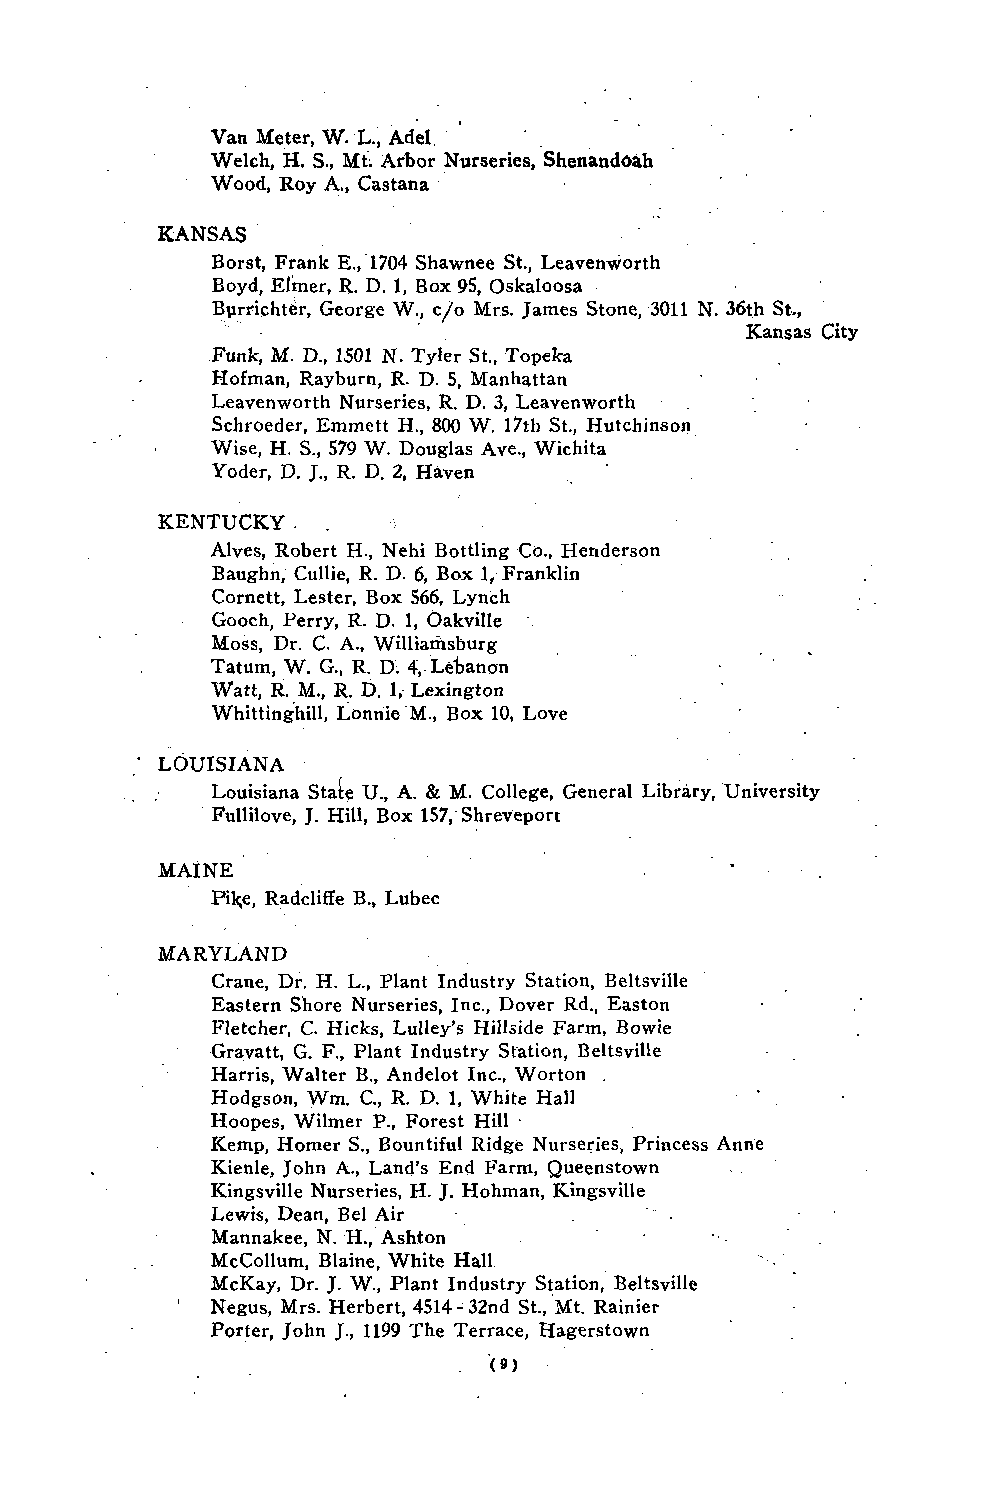 Van Meter, W. L., Adel
Welch, H. S., Mt. Arbor Nurseries, Shenandoah
Wood, Roy A., Castana
KANSAS
Borst, Frank E., 1704 Shawnee St., Leavenworth
Boyd, Elmer, R. D. 1, Box 95, Oskaloosa
Burrichter, George W., c/o Mrs. James Stone, 3011 N. 36th St.,
Kansas City
Funk, M. D., 1501 N. Tyler St., Topeka
Hofman, Rayburn, R. D. 5, Manhattan
Leavenworth Nurseries, R. D. 3, Leavenworth
Schroeder, Emmett H., 800 W. 17th St., Hutchinson
Wise, H. S., 579 W. Douglas Ave., Wichita
Yoder, D. J., R. D. 2, Haven
KENTUCKY
Alves, Robert H., Nehi Bottling Co., Henderson
Baughn, Cullie, R. D. 6, Box 1, Franklin
Cornett, Lester, Box 566, Lynch
Gooch, Perry, R. D. 1, Oakville
Moss, Dr. C. A., Williamsburg
Tatum, W. G., R. D. 4, Lebanon
Watt, R. M., R. D. 1, Lexington
Whittinghill, Lonnie M., Box 10, Love
LOUISIANA
Louisiana State U., A. & M. College, General Library, University
Fullilove, J. Hill, Box 157, Shreveport
MAINE
Pike, Radcliffe B., Lubec
MARYLAND
Crane, Dr. H. L., Plant Industry Station, Beltsville
Eastern Shore Nurseries, Inc., Dover Rd., Easton
Fletcher, C. Hicks, Lulley's Hillside Farm, Bowie
Gravatt, G. F., Plant Industry Station, Beltsville
Harris, Walter B., Andelot Inc., Worton
Hodgson, Wm. C., R. D. 1, White Hall
Hoopes, Wilmer P., Forest Hill
Kemp, Homer S., Bountiful Ridge Nurseries, Princess Anne
Kienle, John A., Land's End Farm, Queenstown
Kingsville Nurseries, H. J. Hohman, Kingsville
Lewis, Dean, Bel Air
Mannakee, N. H., Ashton
McCollum, Blaine, White Hall
McKay, Dr. J. W., Plant Industry Station, Beltsville
Negus, Mrs. Herbert, 4514 - 32nd St., Mt. Rainier
Porter, John J., 1199 The Terrace, Hagerstown
(9)